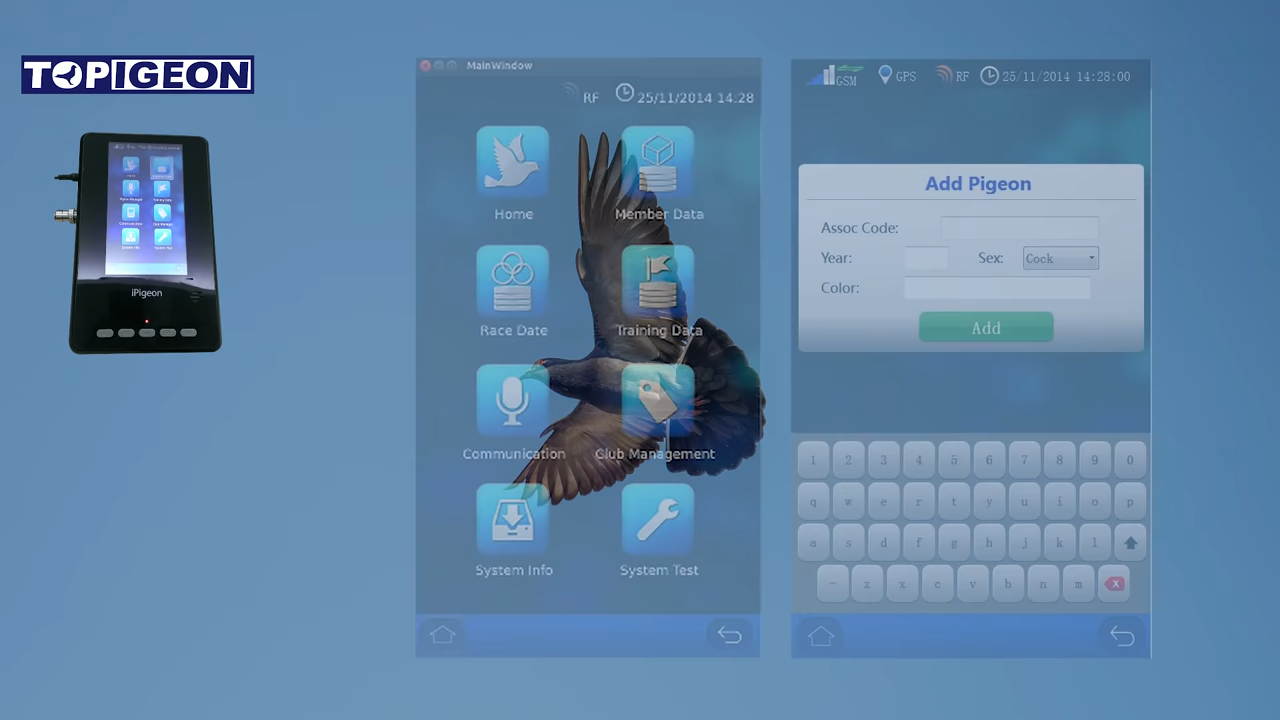 TOPIGEON
iPigeon
MainWindow
RF 25/11/2014 14:28
Home
Member Data
Race Date
Training Data
Communication
Club Management
System Info
System Test
GSM GPS RF 25/11/2014 14:28:00
Add Pigeon
Assoc Code:
Year: Sex: Cock
Color:
Add
1 2 3 4 5 6 7 8 9 0
q w e r t y u i o p
a s d f g h j k l
- z x c v b n m x